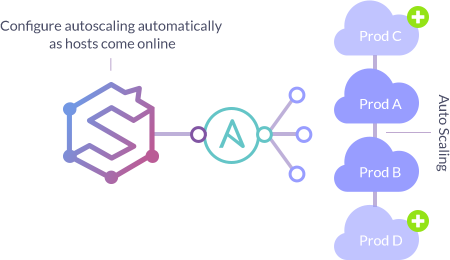 Configure autoscaling automatically
as hosts come online
Prod C
Prod A
Prod B
Prod D
Auto Scaling